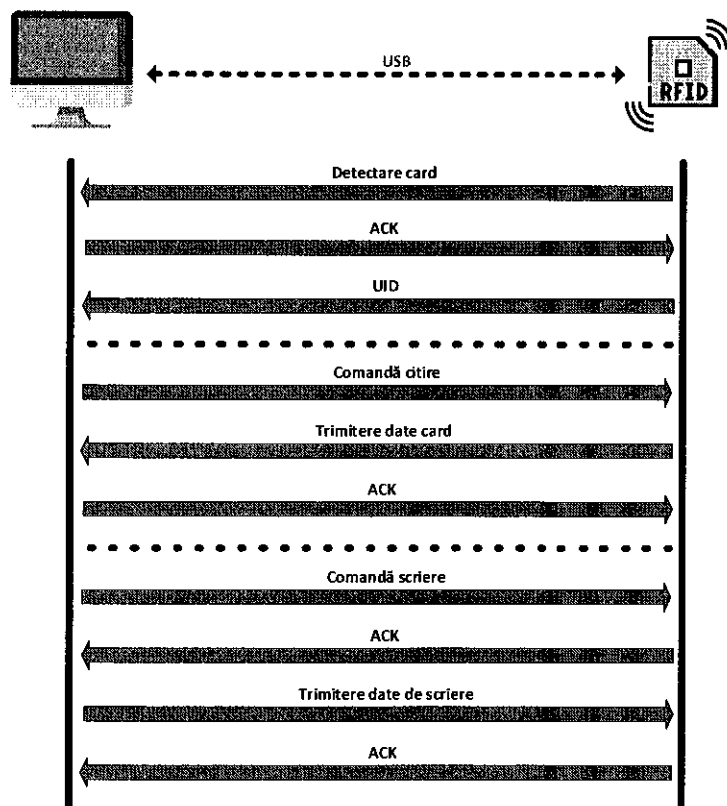 USB
RFID
Detectare card
ACK
UID
Comandă citire
Trimitere date card
ACK
Comandă scriere
ACK
Trimitere date de scriere
ACK